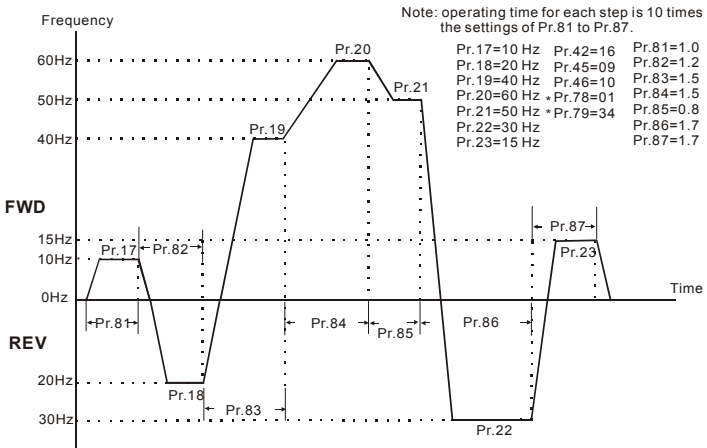 Frequency
Note: operating time for each step is 10 times
the settings of Pr.81 to Pr.87.
Pr.17=10 Hz Pr.42=16 Pr.81=1.0
Pr.18=20 Hz Pr.45=09 Pr.82=1.2
Pr.19=40 Hz Pr.46=10 Pr.83=1.5
Pr.20=60 Hz *Pr.78=01 Pr.84=1.5
Pr.21=50 Hz *Pr.79=34 Pr.85=0.8
Pr.22=30 Hz Pr.86=1.7
Pr.23=15 Hz Pr.87=1.7
60Hz
Pr.20
50Hz
Pr.21
40Hz
Pr.19
FWD
15Hz
Pr.17
Pr.82
Pr.87
10Hz
Pr.23
0Hz
Time
Pr.81
Pr.84
Pr.85
Pr.86
REV
20Hz
Pr.18
Pr.83
30Hz
Pr.22